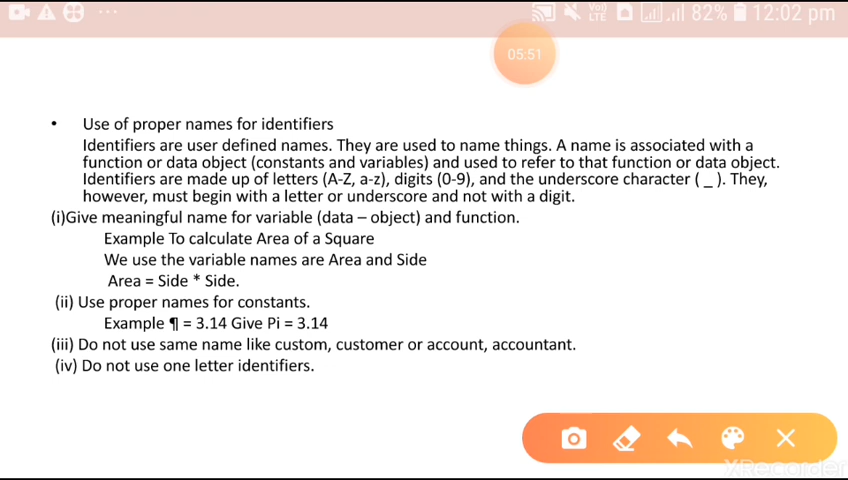 82% 12:02 pm
05:51
• Use of proper names for identifiers
Identifiers are user defined names. They are used to name things. A name is associated with a
function or data object (constants and variables) and used to refer to that function or data object.
Identifiers are made up of letters (A-Z, a-z), digits (0-9), and the underscore character ( _ ). They,
however, must begin with a letter or underscore and not with a digit.
(i)Give meaningful name for variable (data – object) and function.
Example To calculate Area of a Square
We use the variable names are Area and Side
Area = Side * Side.
(ii) Use proper names for constants.
Example ¶ = 3.14 Give Pi = 3.14
(iii) Do not use same name like custom, customer or account, accountant.
(iv) Do not use one letter identifiers.
XRecorder